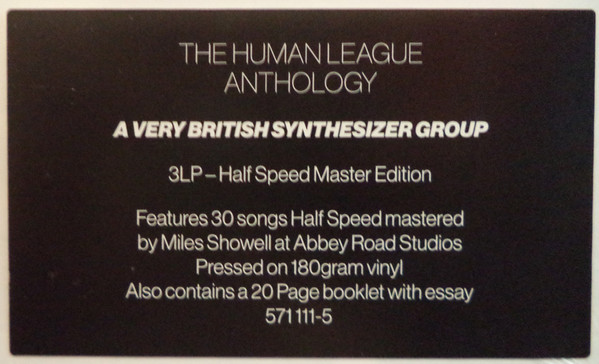 THE HUMAN LEAGUE
ANTHOLOGY
A VERY BRITISH SYNTHESIZER GROUP
3LP – Half Speed Master Edition
Features 30 songs Half Speed mastered
by Miles Showell at Abbey Road Studios
Pressed on 180gram vinyl
Also contains a 20 Page booklet with essay
571 111-5